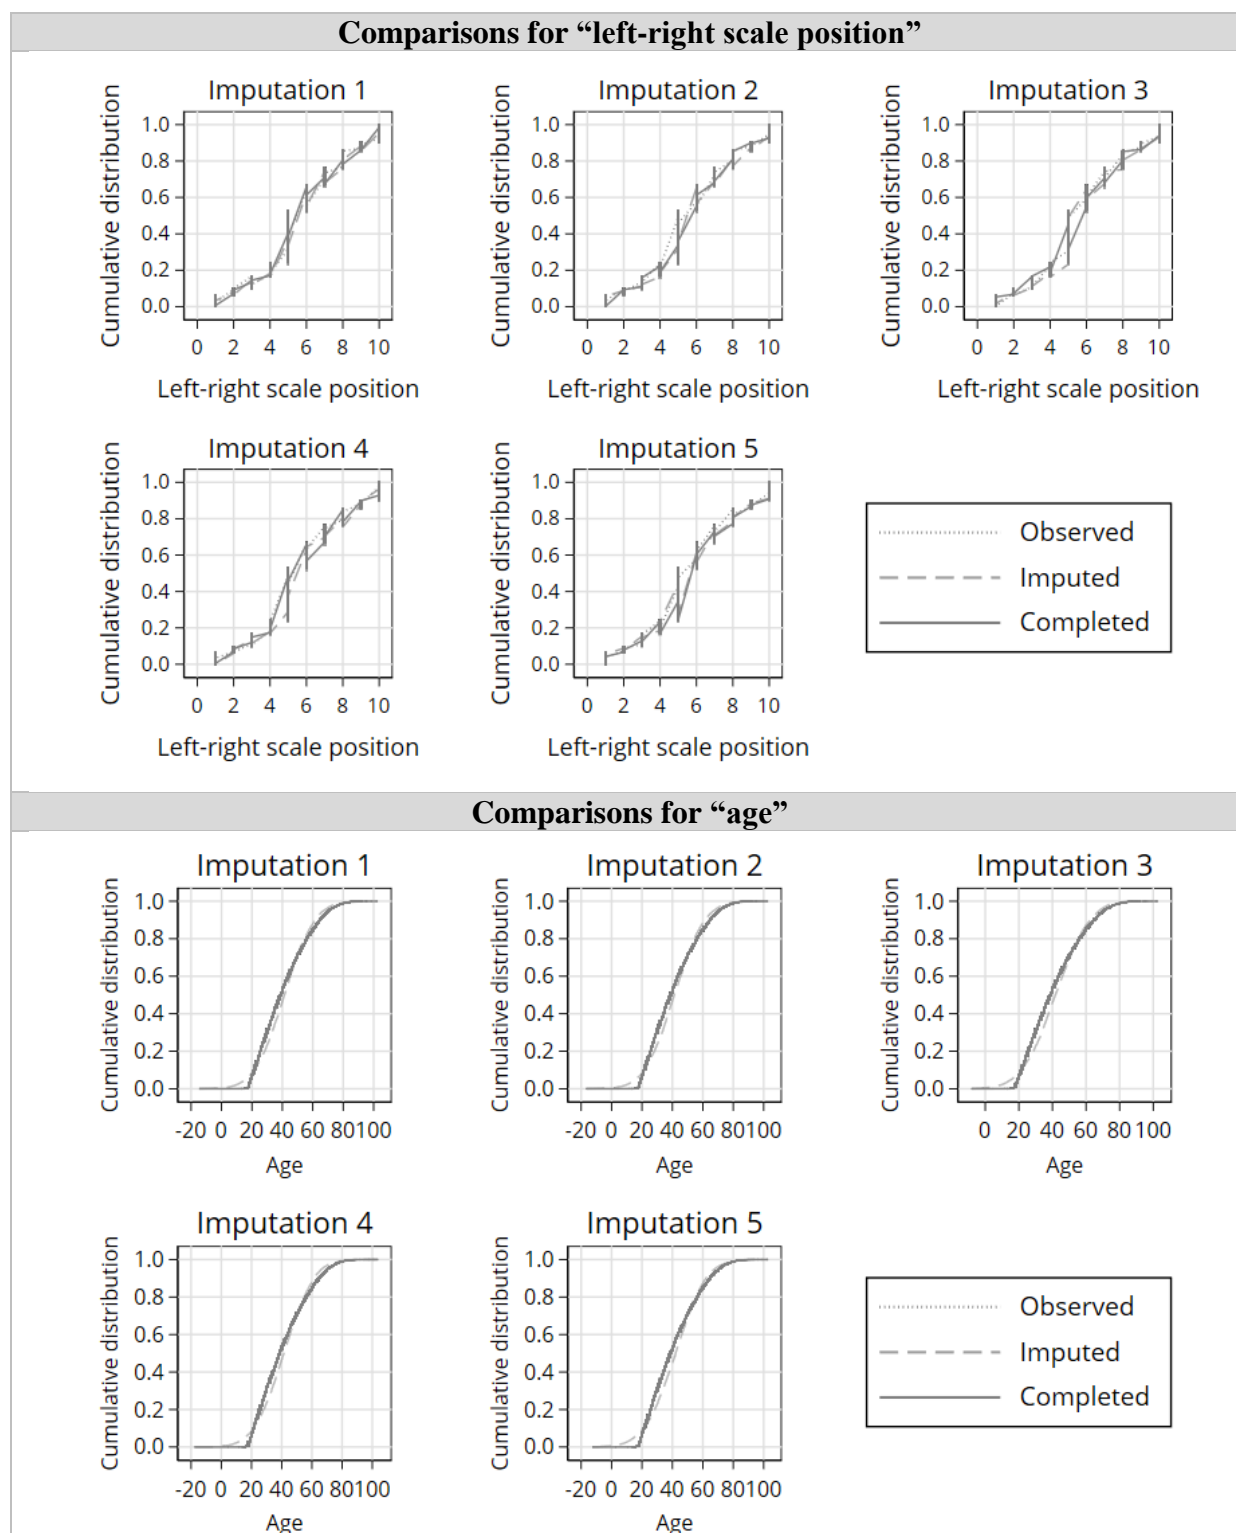 Comparisons for “left-right scale position”
Imputation 1
Imputation 2
Imputation 3
Cumulative distribution
1.0
0.8
0.6
0.4
0.2
0.0
0 2 4 6 8 10
Left-right scale position
Cumulative distribution
1.0
0.8
0.6
0.4
0.2
0.0
0 2 4 6 8 10
Left-right scale position
Cumulative distribution
1.0
0.8
0.6
0.4
0.2
0.0
0 2 4 6 8 10
Left-right scale position
Imputation 4
Imputation 5
Cumulative distribution
1.0
0.8
0.6
0.4
0.2
0.0
0 2 4 6 8 10
Left-right scale position
Cumulative distribution
1.0
0.8
0.6
0.4
0.2
0.0
0 2 4 6 8 10
Left-right scale position
Observed
Imputed
Completed
Comparisons for “age”
Imputation 1
Imputation 2
Imputation 3
Cumulative distribution
1.0
0.8
0.6
0.4
0.2
0.0
-20 0 20 40 60 80 100
Age
Cumulative distribution
1.0
0.8
0.6
0.4
0.2
0.0
-20 0 20 40 60 80 100
Age
Cumulative distribution
1.0
0.8
0.6
0.4
0.2
0.0
0 20 40 60 80 100
Age
Imputation 4
Imputation 5
Cumulative distribution
1.0
0.8
0.6
0.4
0.2
0.0
-20 0 20 40 60 80 100
Age
Cumulative distribution
1.0
0.8
0.6
0.4
0.2
0.0
-20 0 20 40 60 80 100
Age
Observed
Imputed
Completed